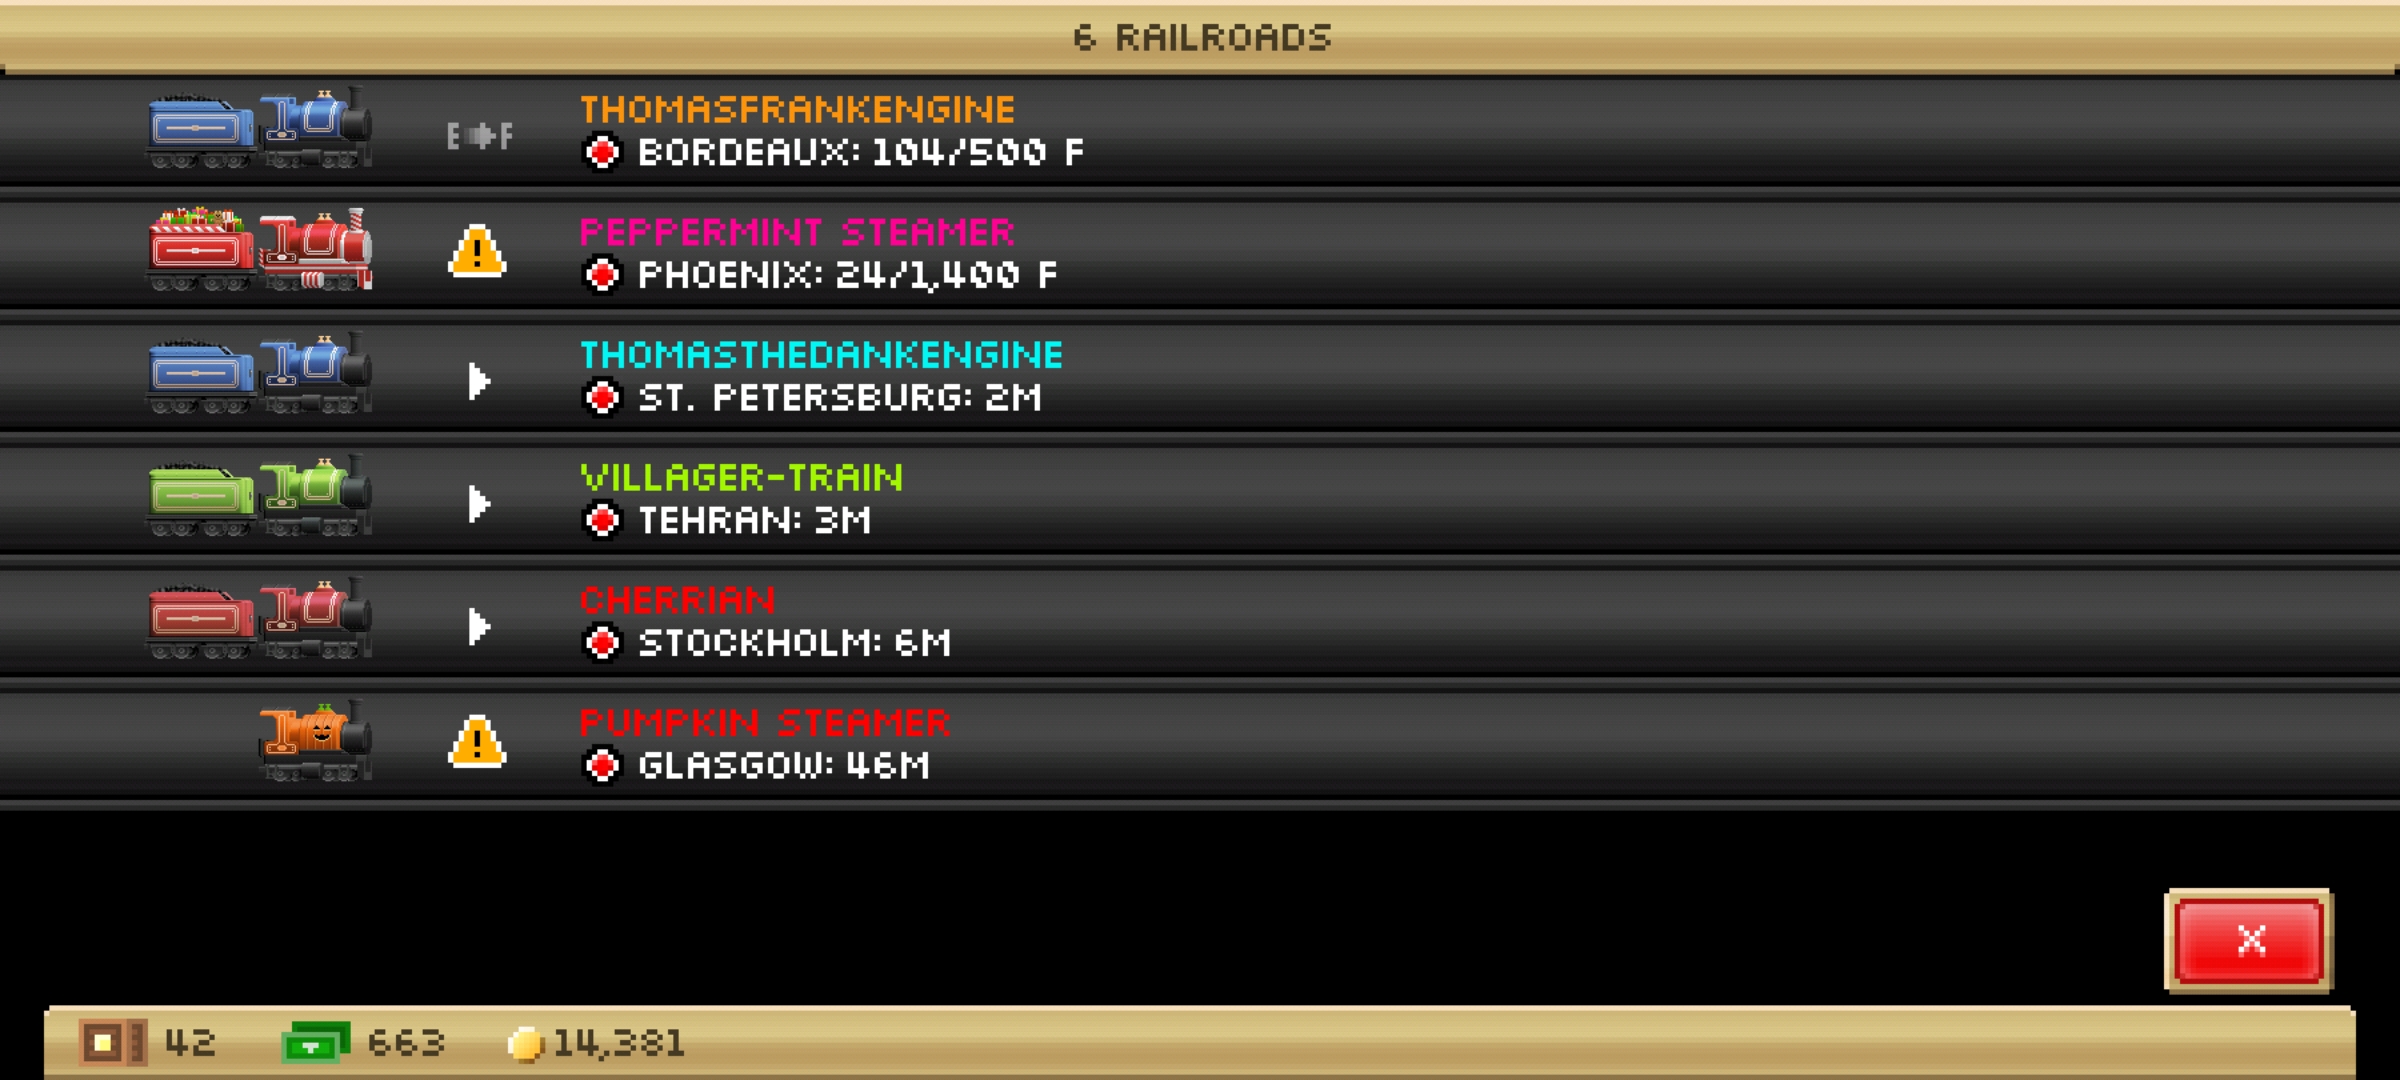 6 RAILROADS
THOMASFRANKENGINE
E F
BORDEAUX: 104/500 F
PEPPERMINT STEAMER
!
PHOENIX: 24/1,400 F
THOMASTHEDANKENGINE
ST. PETERSBURG: 2M
VILLAGER-TRAIN
TEHRAN: 3M
CHERRIAN
STOCKHOLM: 6M
PUMPKIN STEAMER
!
GLASGOW: 46M
X
42 663 14,381